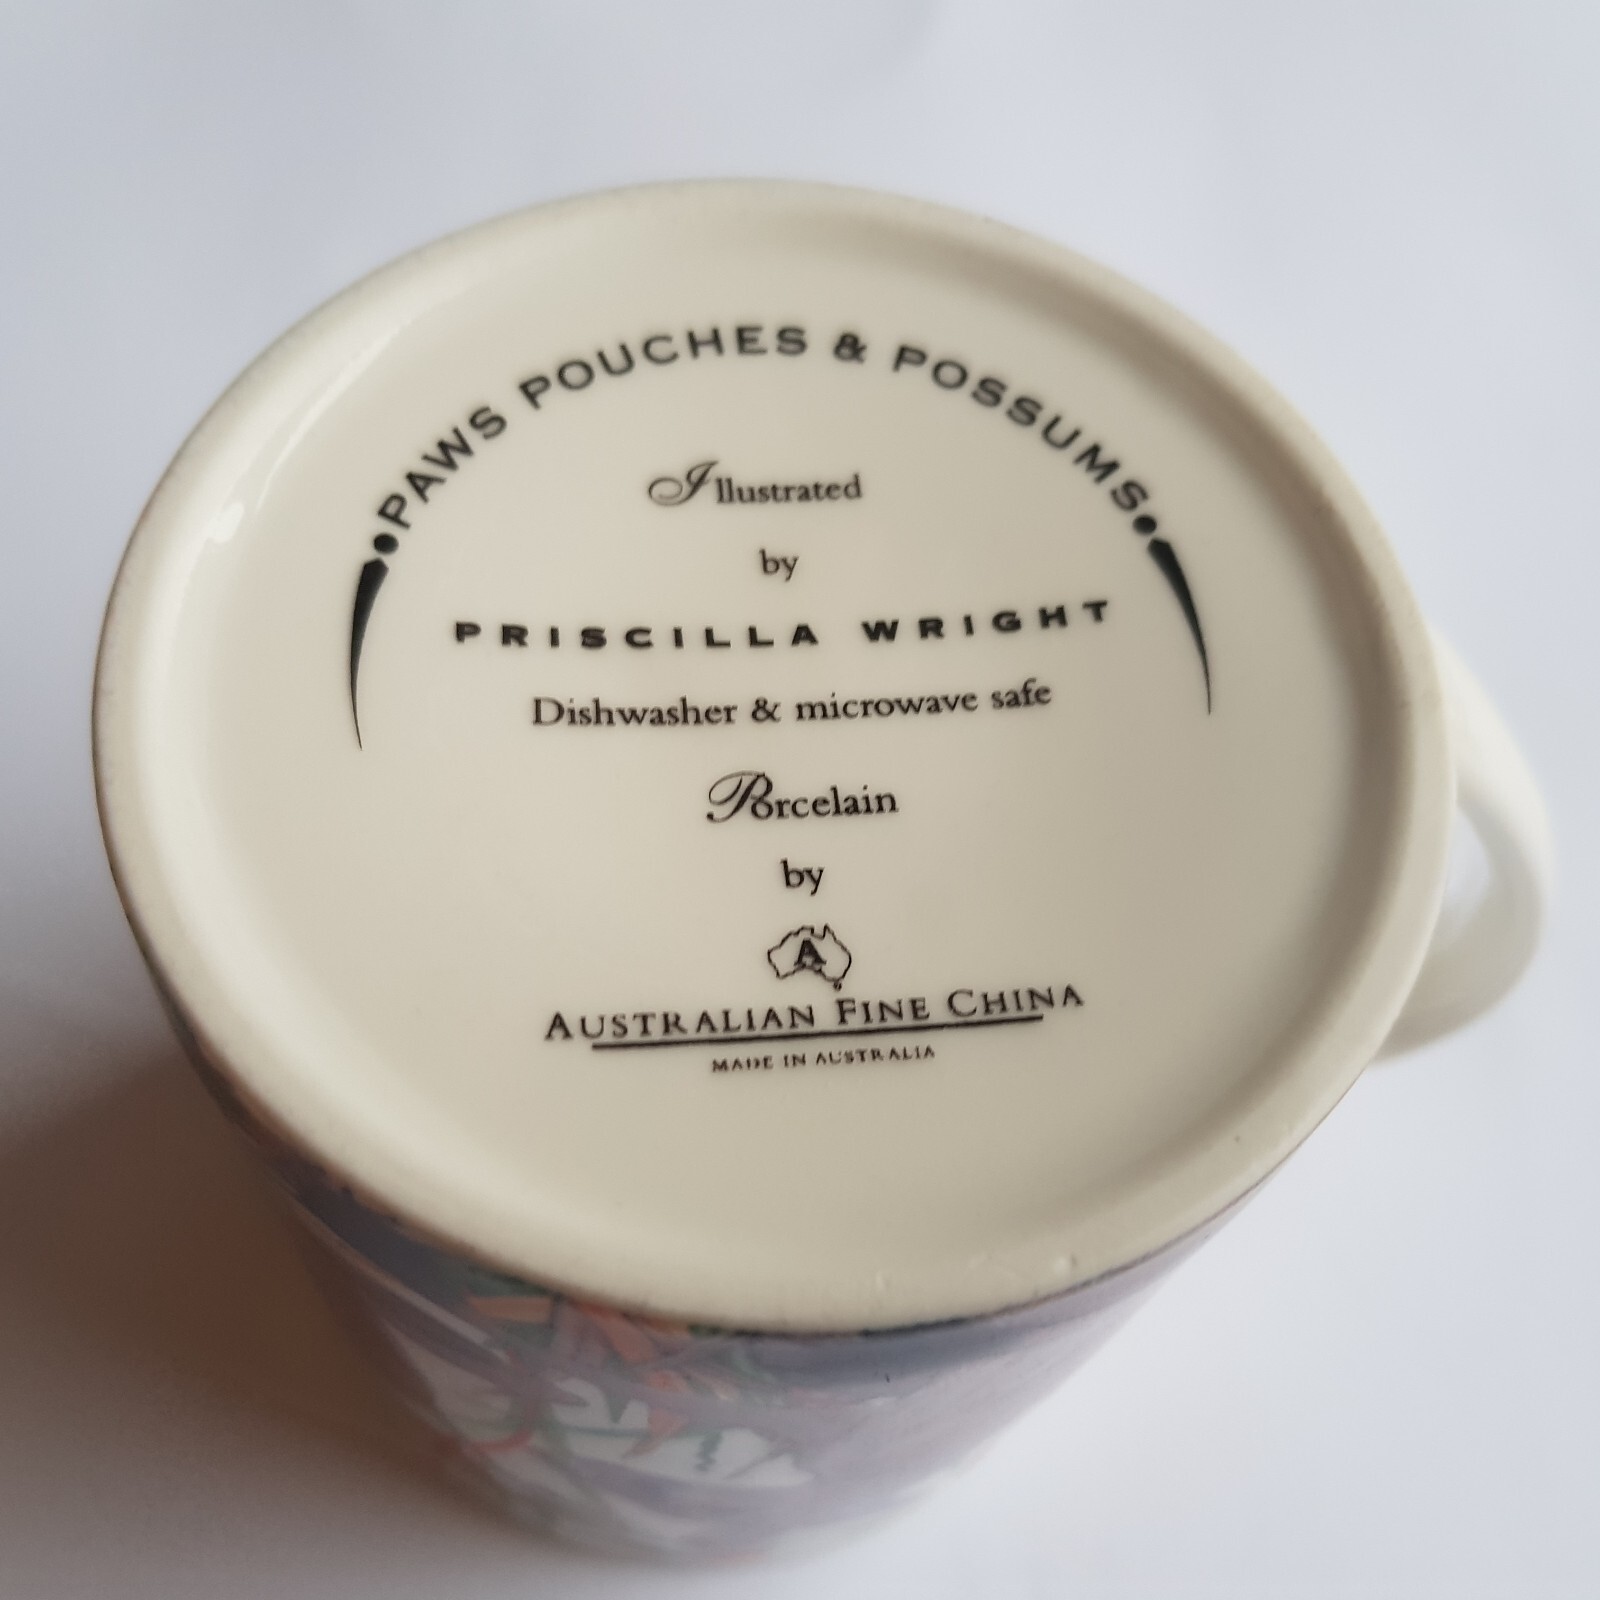 •PAWS POUCHES & POSSUMS•
Illustrated
by
PRISCILLA WRIGHT
Dishwasher & microwave safe
Porcelain
by
A
AUSTRALIAN FINE CHINA
MADE IN AUSTRALIA